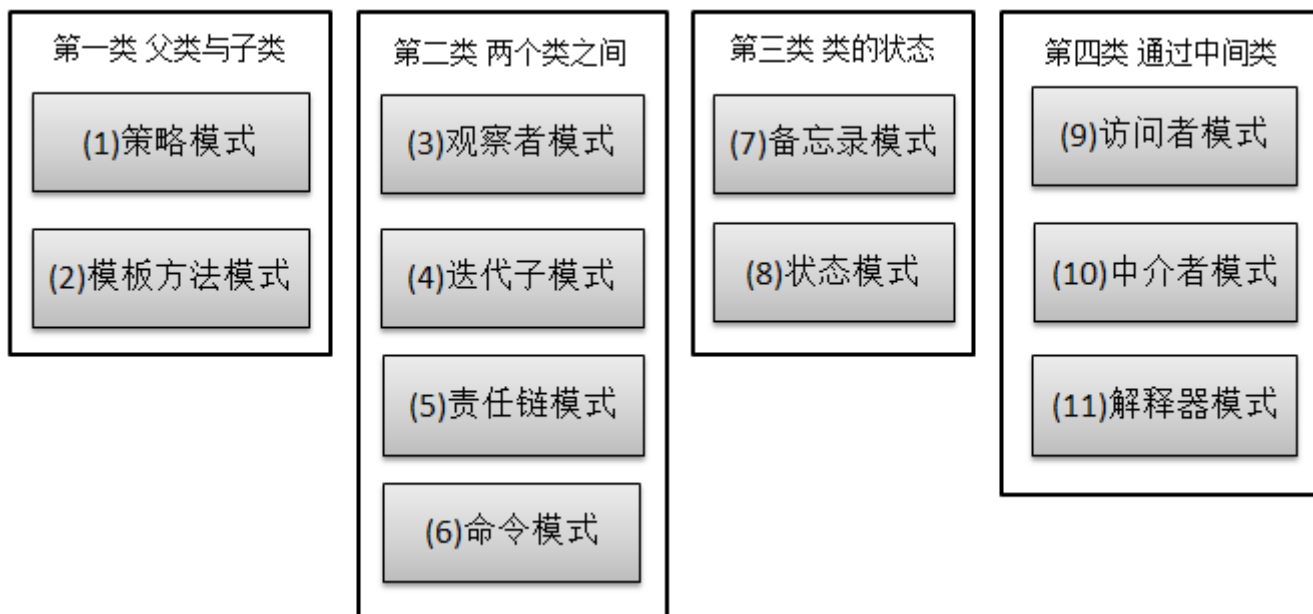 第一类 父类与子类
(1)策略模式
(2)模板方法模式
第二类 两个类之间
(3)观察者模式
(4)迭代子模式
(5)责任链模式
(6)命令模式
第三类 类的状态
(7)备忘录模式
(8)状态模式
第四类 通过中间类
(9)访问者模式
(10)中介者模式
(11)解释器模式